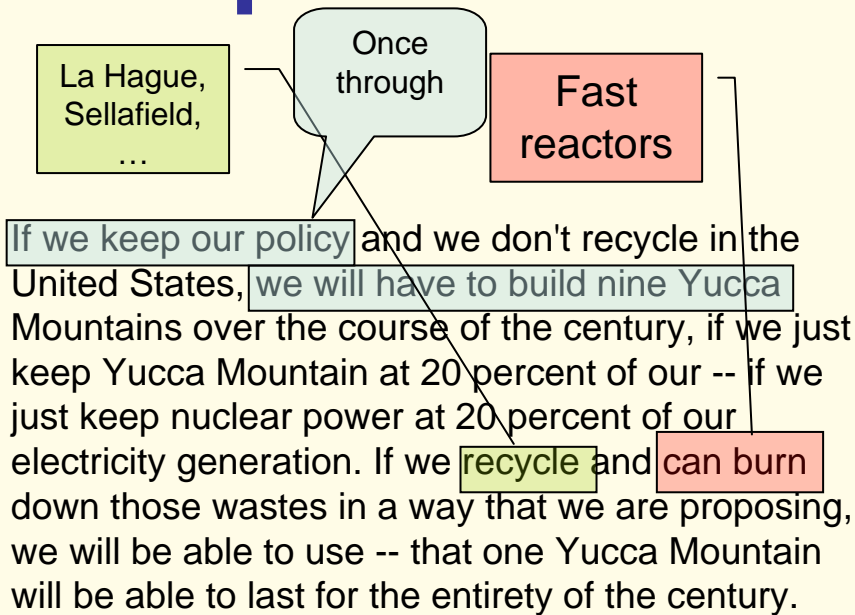 La Hague,
Sellafield,
…
Once
through
Fast
reactors
If we keep our policy and we don't recycle in the
United States, we will have to build nine Yucca
Mountains over the course of the century, if we just
keep Yucca Mountain at 20 percent of our -- if we
just keep nuclear power at 20 percent of our
electricity generation. If we recycle and can burn
down those wastes in a way that we are proposing,
we will be able to use -- that one Yucca Mountain
will be able to last for the entirety of the century.